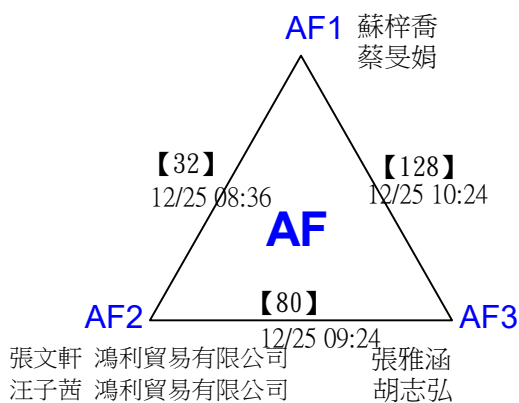 AF1 蘇梓喬
蔡旻娟
【32】
12/25 08:36
【128】
12/25 10:24
AF
AF2
【80】
12/25 09:24
AF3
張文軒 鴻利貿易有限公司
汪子茜 鴻利貿易有限公司
張雅涵
胡志弘